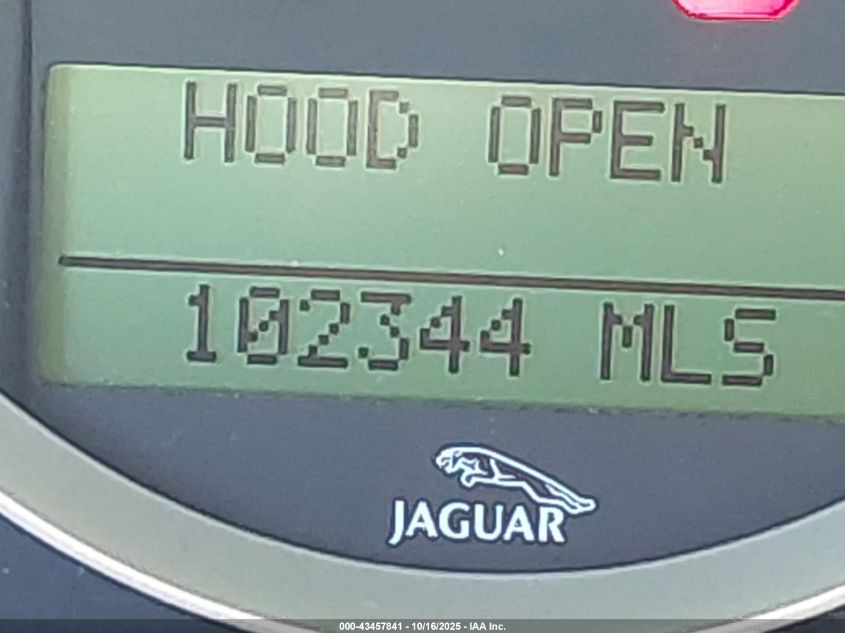 HOOD OPEN
102344 MLS
JAGUAR
000-43457841 - 10/16/2025 - IAA Inc.